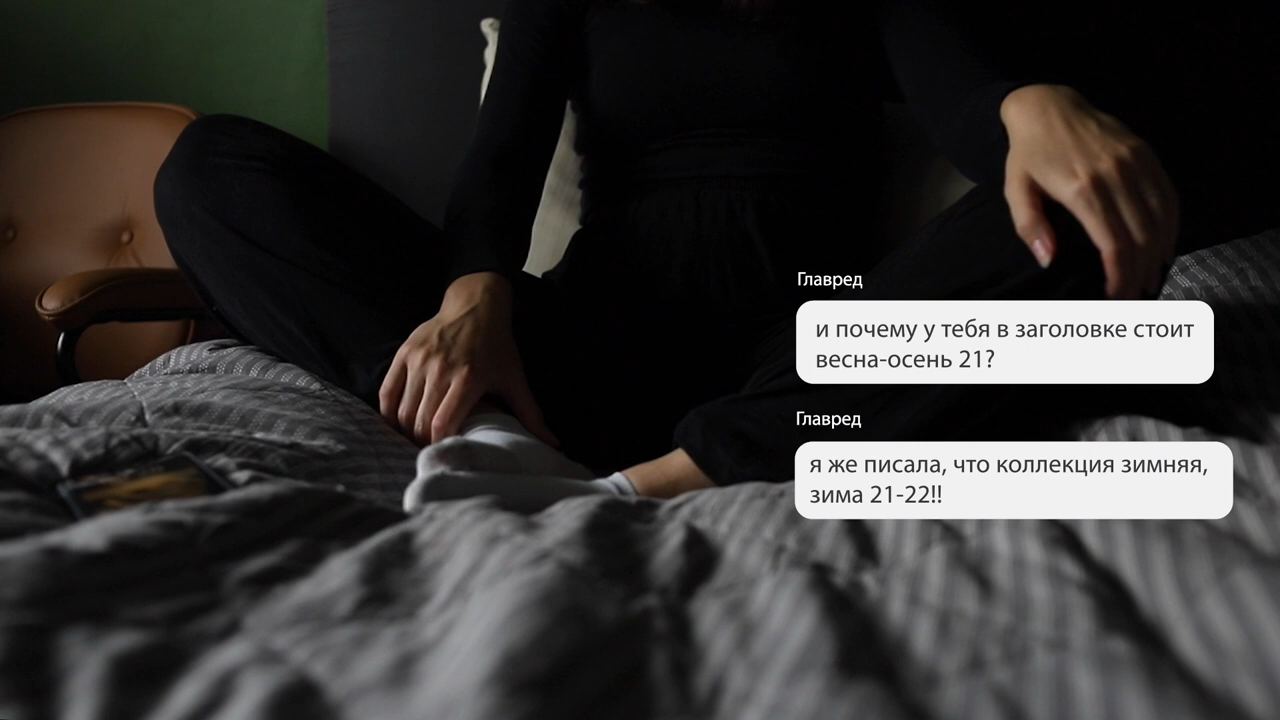 Главред
и почему у тебя в заголовке стоит
весна-осень 21?
Главред
я же писала, что коллекция зимняя,
зима 21-22!!